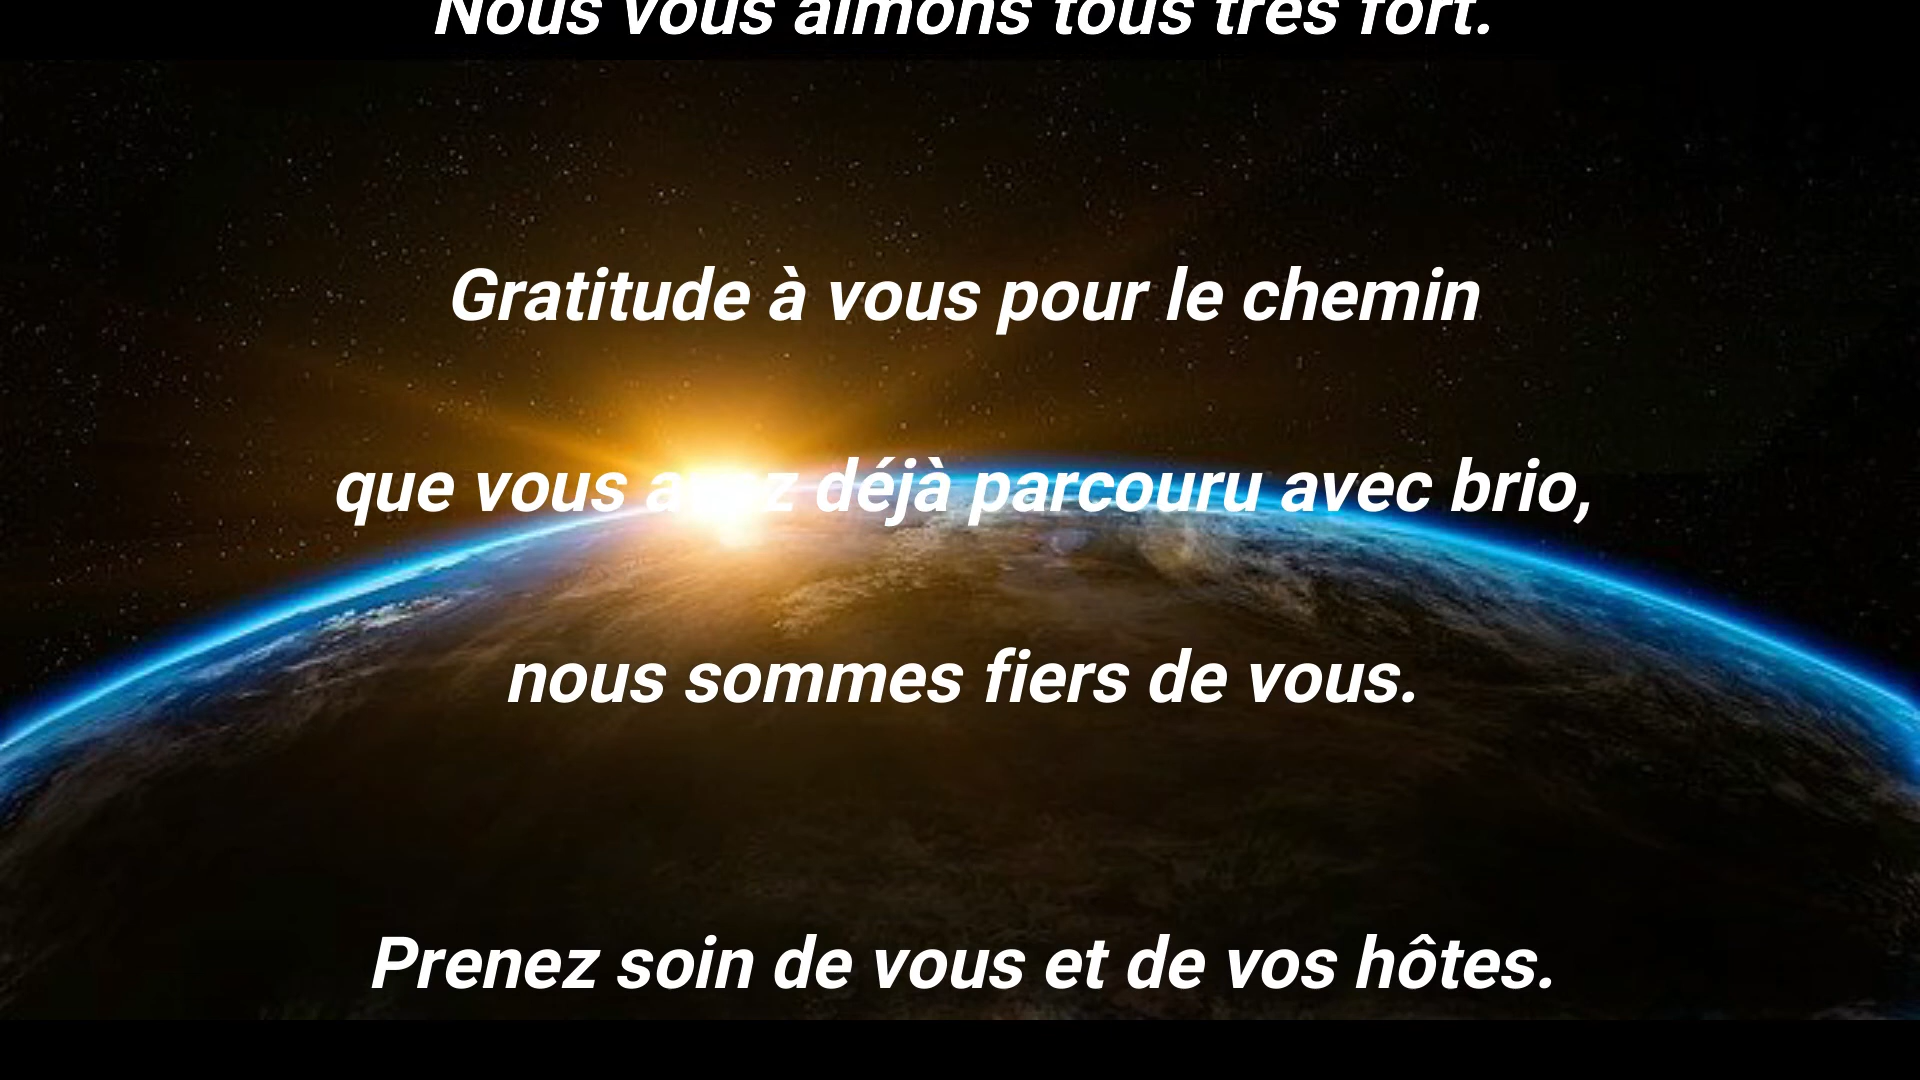 Nous vous aimons tous très fort.
Gratitude à vous pour le chemin
que vous avez déjà parcouru avec brio,
nous sommes fiers de vous.
Prenez soin de vous et de vos hôtes.